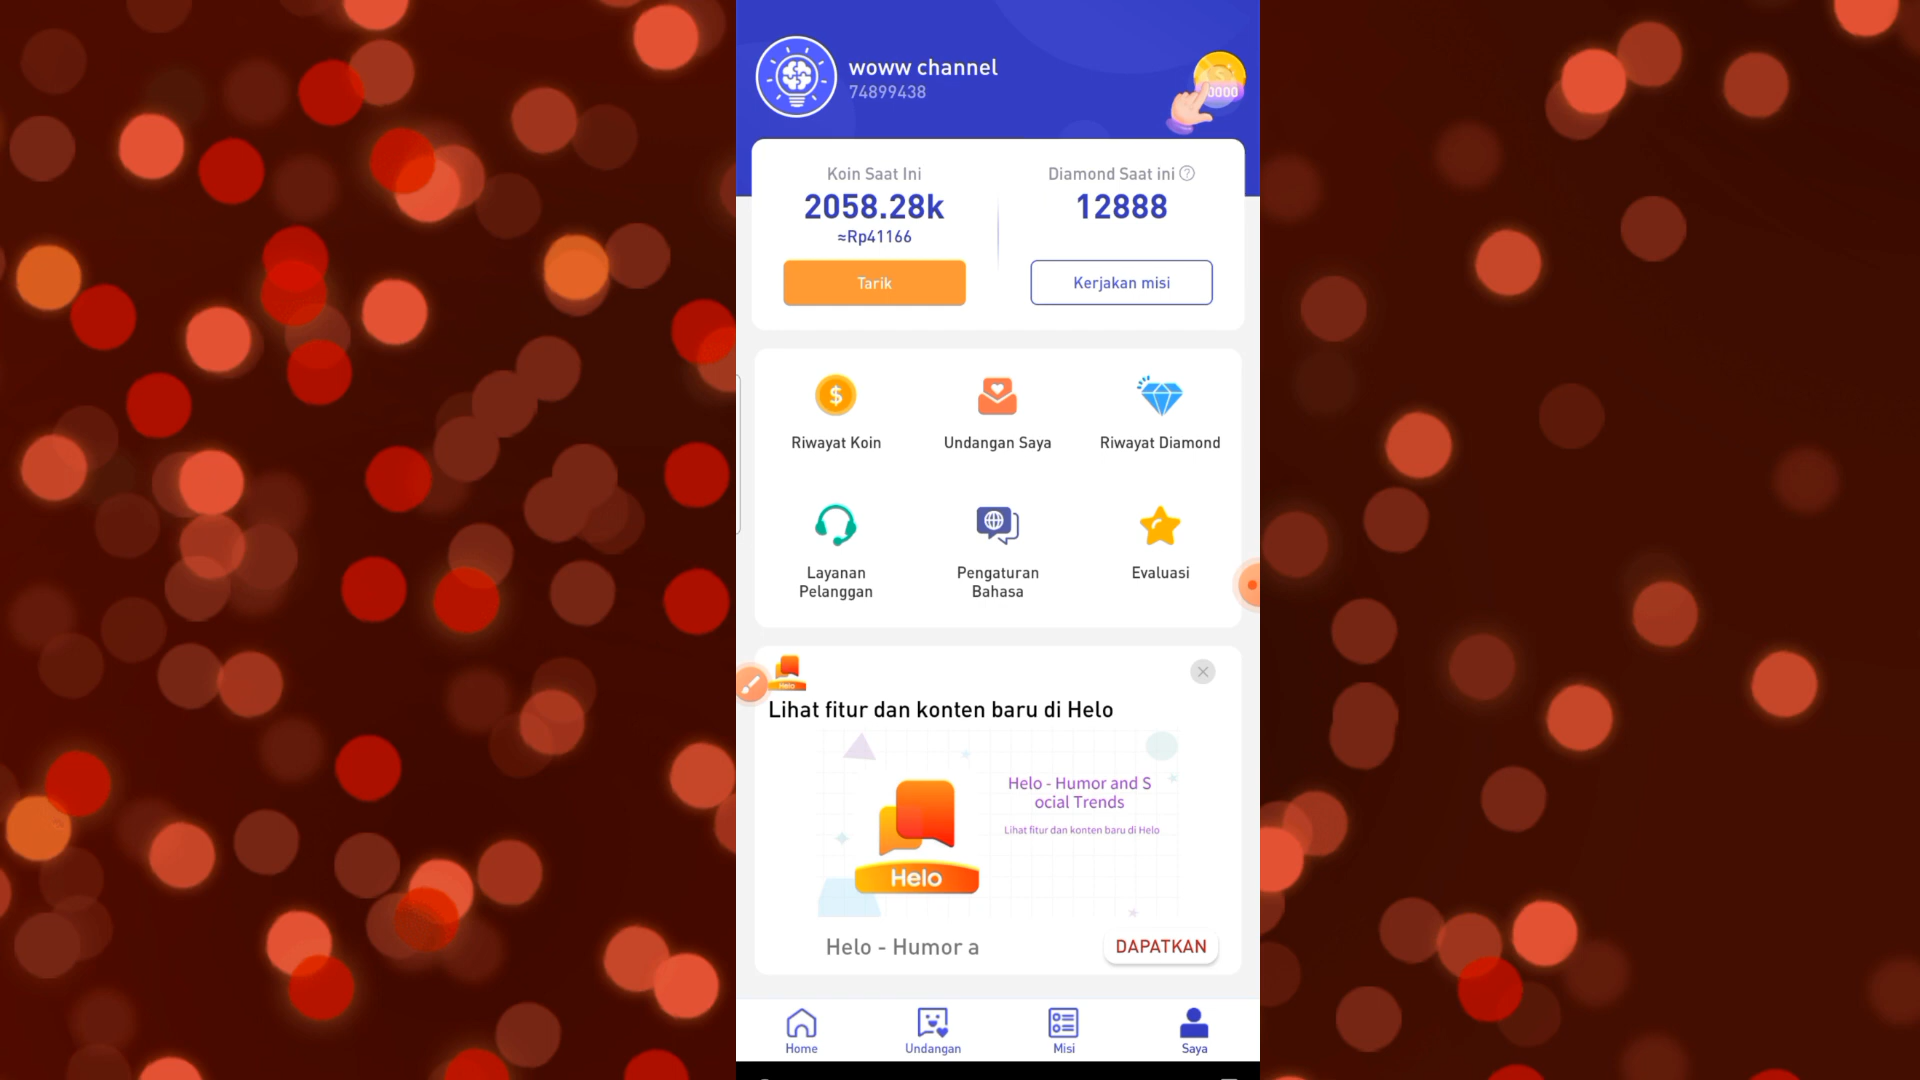 woww channel
74899438
0000
Koin Saat Ini
2058.28k
≈Rp41166
Tarik
Diamond Saat ini ?
12888
Kerjakan misi
Riwayat Koin
Undangan Saya
Riwayat Diamond
Layanan
Pelanggan
Pengaturan
Bahasa
Evaluasi
Helo
Lihat fitur dan konten baru di Helo
Helo - Humor and S
ocial Trends
Lihat fitur dan konten baru di Helo
Helo
Helo - Humor a
DAPATKAN
Home
Undangan
Misi
Saya